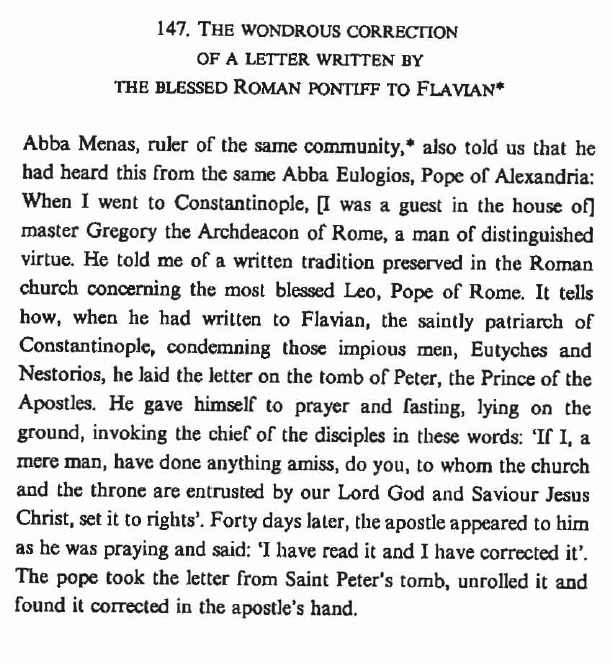 147. THE WONDROUS CORRECTION
OF A LETTER WRITTEN BY
THE BLESSED ROMAN PONTIFF TO FLAVIAN*
Abba Menas, ruler of the same community,* also told us that he
had heard this from the same Abba Eulogios, Pope of Alexandria:
When I went to Constantinople, [I was a guest in the house of]
master Gregory the Archdeacon of Rome, a man of distinguished
virtue. He told me of a written tradition preserved in the Roman
church concerning the most blessed Leo, Pope of Rome. It tells
how, when he had written to Flavian, the saintly patriarch of
Constantinople, condemning those impious men, Eutyches and
Nestorios, he laid the letter on the tomb of Peter, the Prince of the
Apostles. He gave himself to prayer and fasting, lying on the
ground, invoking the chief of the disciples in these words: ‘If I, a
mere man, have done anything amiss, do you, to whom the church
and the throne are entrusted by our Lord God and Saviour Jesus
Christ, set it to rights’. Forty days later, the apostle appeared to him
as he was praying and said: ‘I have read it and I have corrected it’.
The pope took the letter from Saint Peter's tomb, unrolled it and
found it corrected in the apostle's hand.